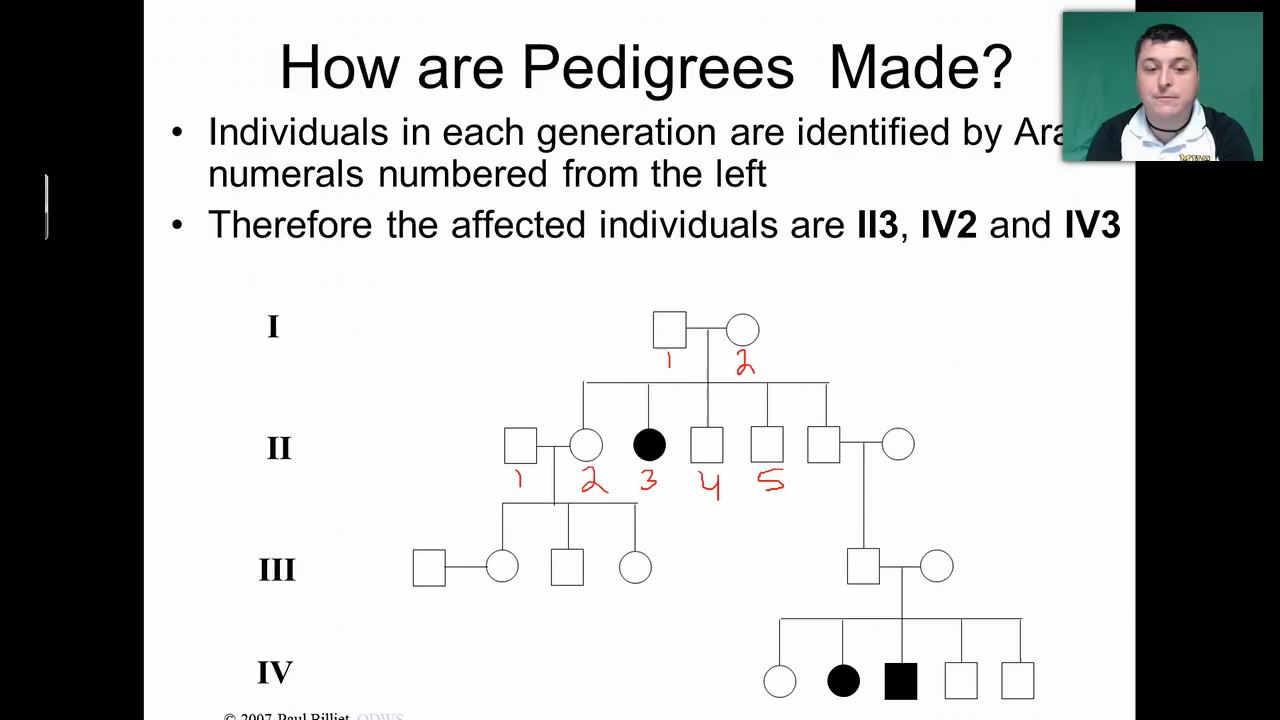 How are Pedigrees Made?
• Individuals in each generation are identified by
numerals numbered from the left
• Therefore the affected individuals are II3, IV2 and IV3
I
1 2
II
1 2 3 4 5
III
IV
© 2007 Paul Billiet ODWS